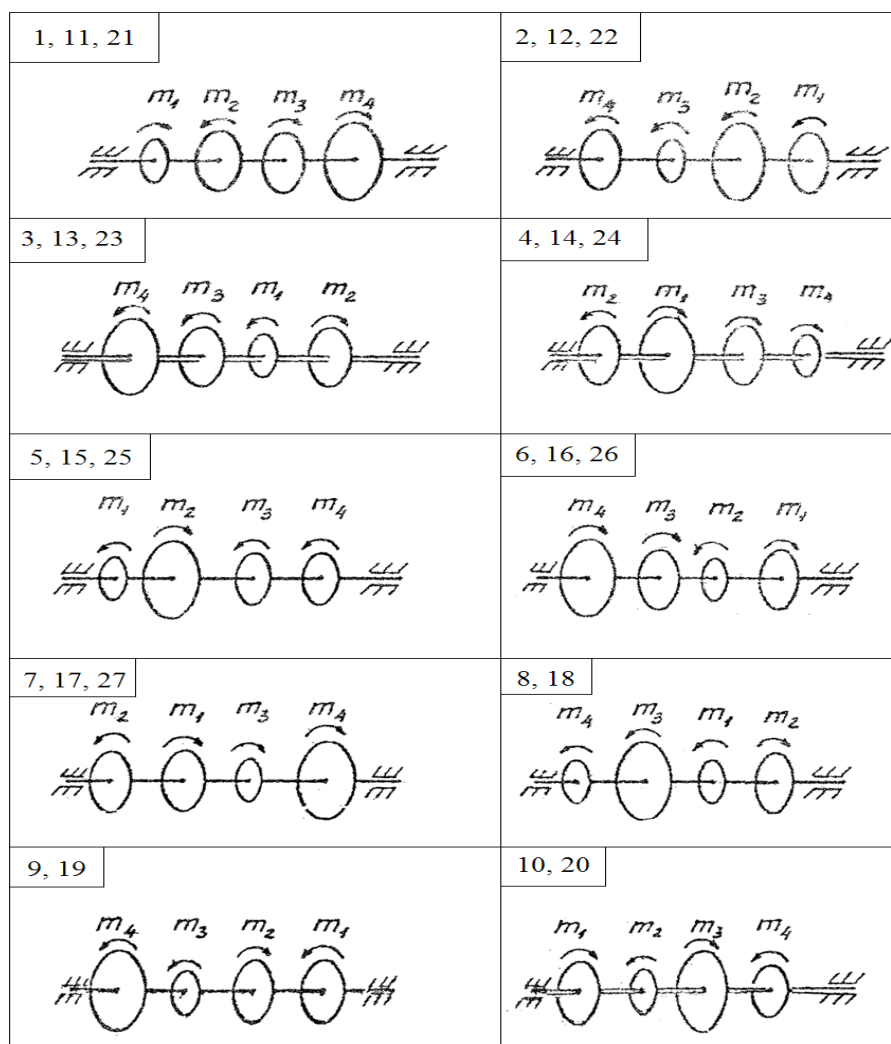 1, 11, 21
m1 m2 m3 m4
2, 12, 22
m4 m3 m2 m1
3, 13, 23
m4 m3 m1 m2
4, 14, 24
m2 m1 m3 m4
5, 15, 25
m1 m2 m3 m4
6, 16, 26
m4 m3 m2 m1
7, 17, 27
m2 m1 m3 m4
8, 18
m4 m3 m1 m2
9, 19
m4 m3 m2 m1
10, 20
m1 m2 m3 m4